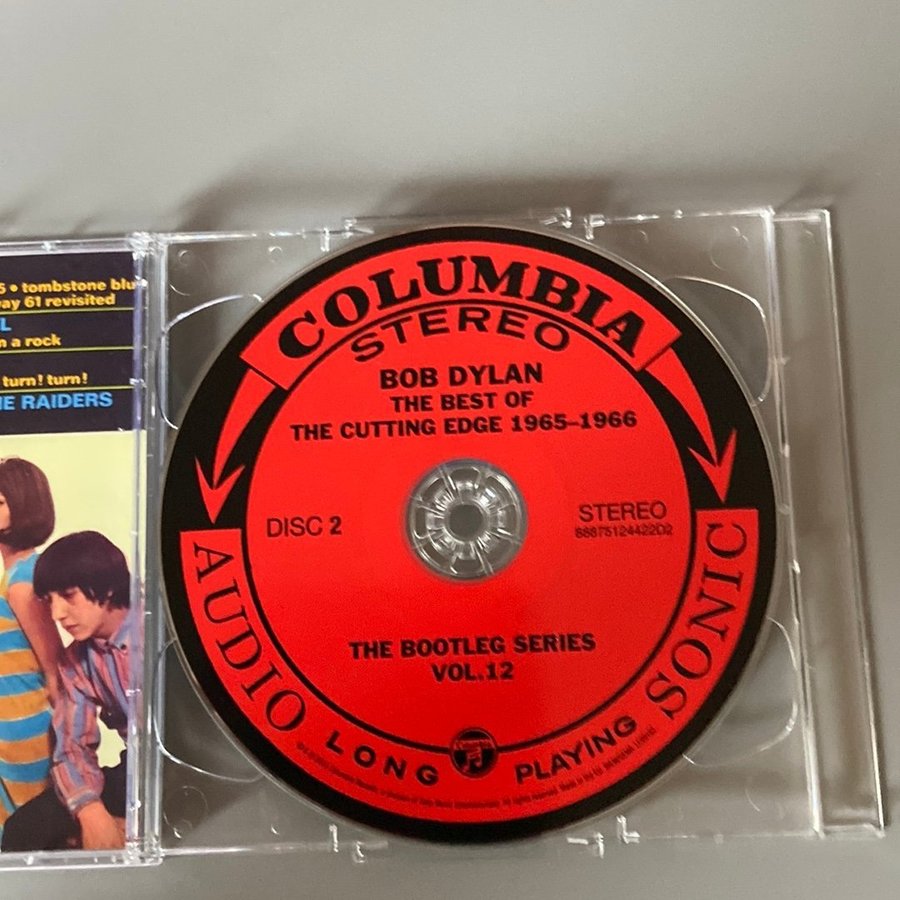 5 • tombstone blu
ay 61 revisited
L
n a rock
turn! turn!
IE RAIDERS
COLUMBIA
STEREO
BOB DYLAN
THE BEST OF
THE CUTTING EDGE 1965–1966
DISC 2
STEREO
88875124422D2
THE BOOTLEG SERIES
VOL.12
AUDIO
LONG
PLAYING
SONIC